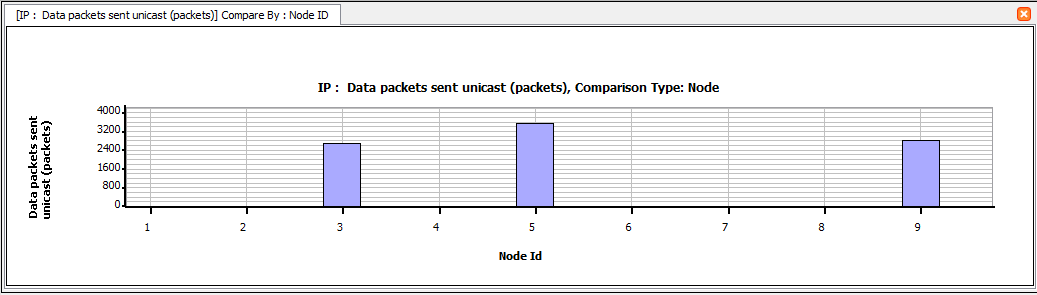 [IP :  Data packets sent unicast (packets)] Compare By : Node ID
IP :  Data packets sent unicast (packets), Comparison Type: Node
Data packets sent
unicast (packets)
4000
3200
2400
1600
800
0
1 2 3 4 5 6 7 8 9
Node Id